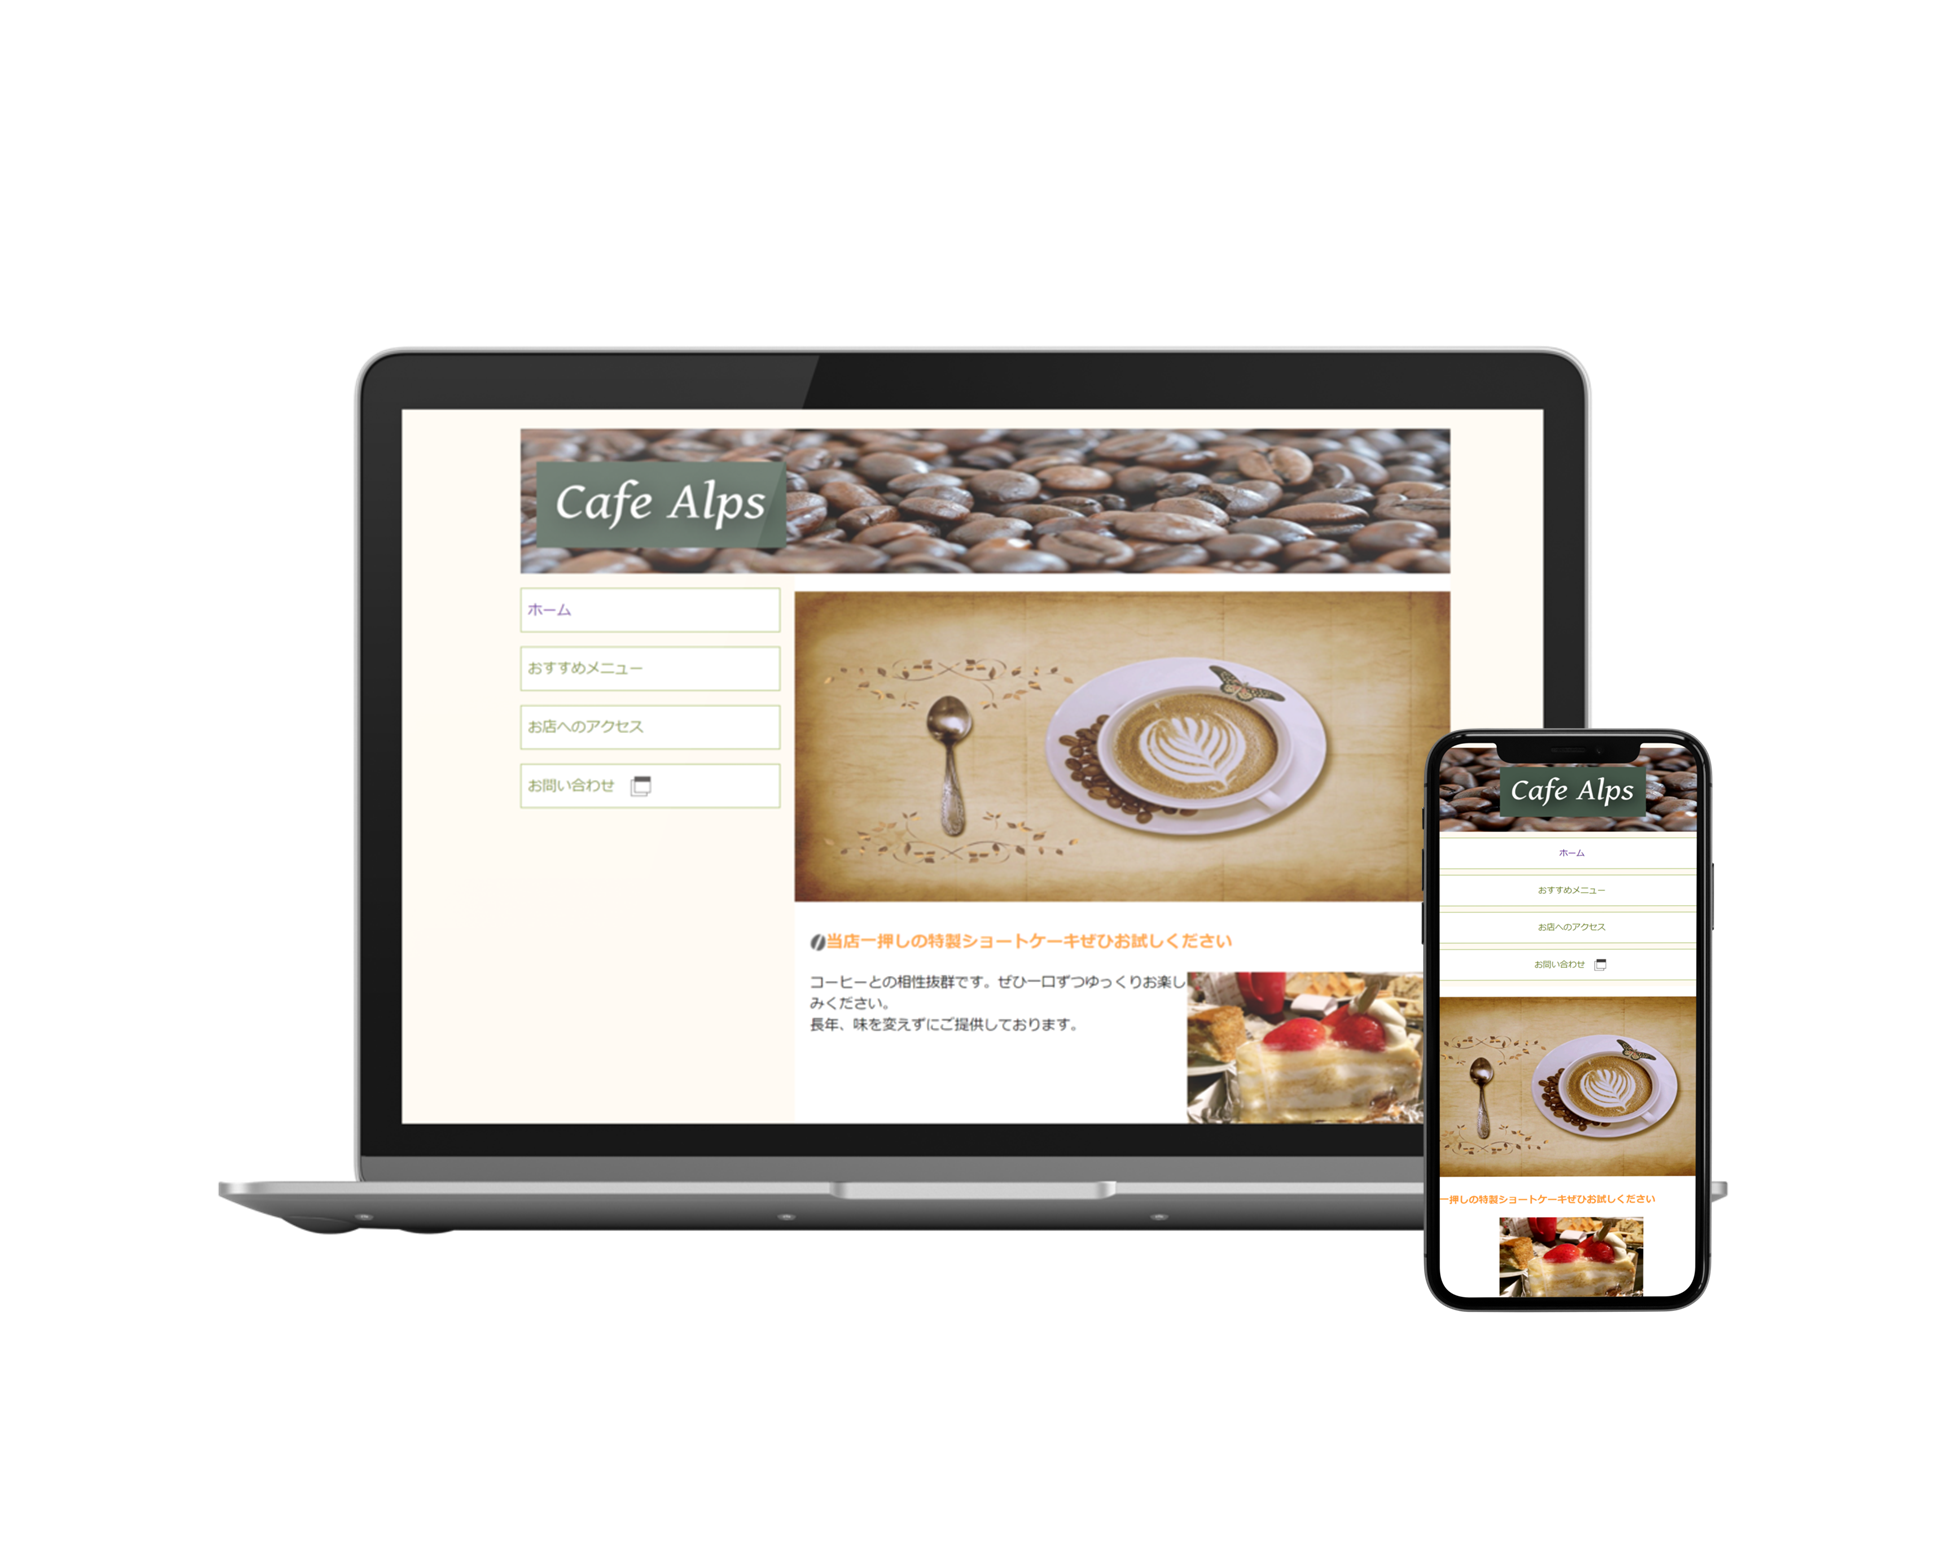 Cafe Alps
ホーム
おすすめメニュー
お店へのアクセス
お問い合わせ
当店一押しの特製ショートケーキぜひお試しください
コーヒーとの相性抜群です。ぜひ一口ずつゆっくりお楽し
みください。
長年、味を変えずにご提供しております。
Cafe Alps
ホーム
おすすめメニュー
お店へのアクセス
お問い合わせ
一押しの特製ショートケーキぜひお試しください